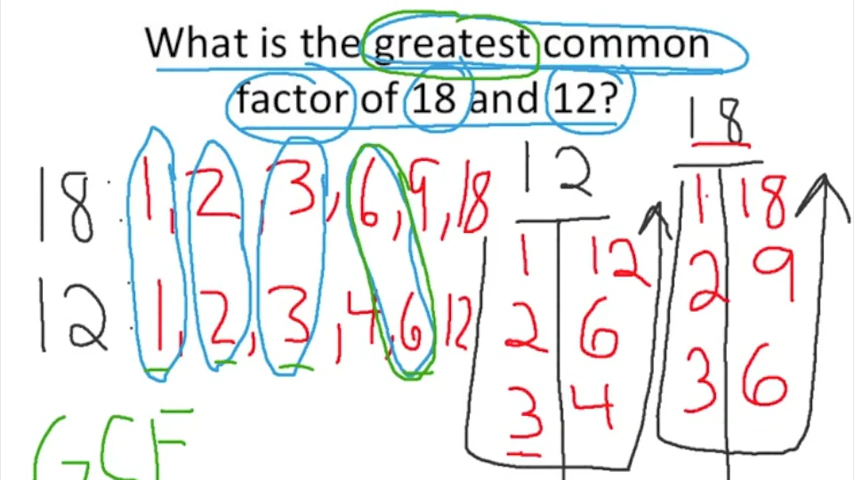 What is the greatest common
factor of 18 and 12?
18: 1, 2, 3, 6, 9, 18
12: 1, 2, 3, 4, 6, 12
12
1 12
2 6
3 4
18
1 18
2 9
3 6
GCF